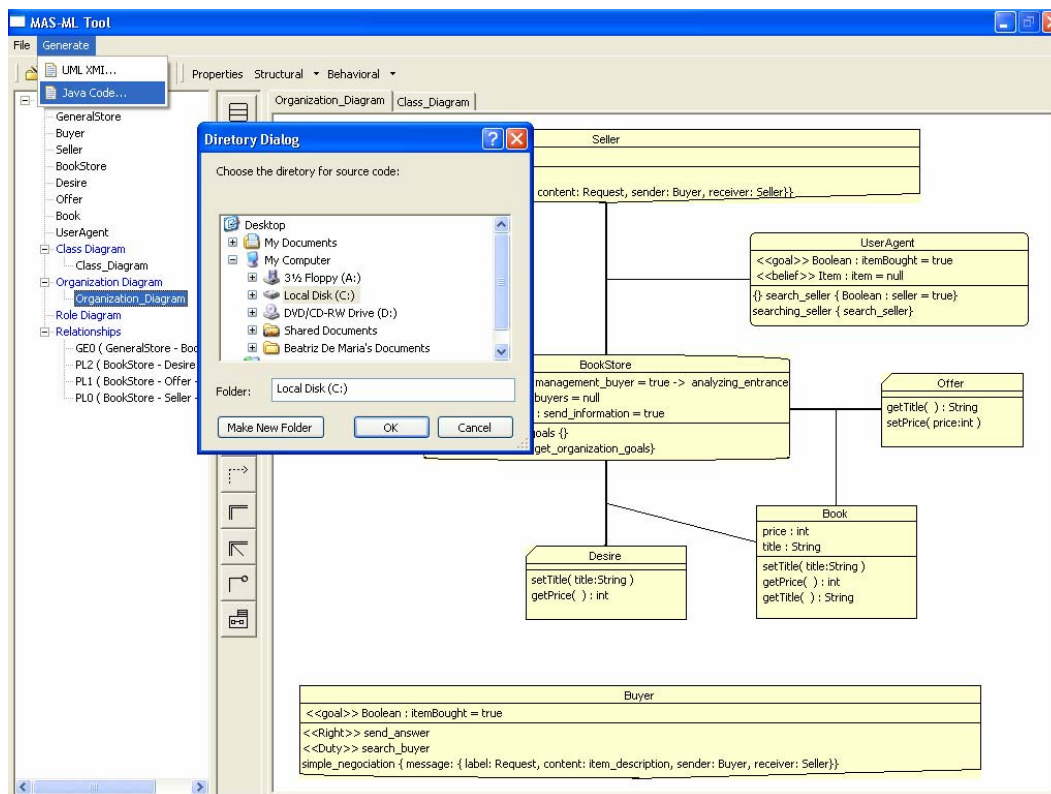 MAS-ML Tool
File Generate
UML XMI...
Java Code...
Properties Structural Behavioral
Organization_Diagram Class_Diagram
GeneralStore
Buyer
Seller
BookStore
Desire
Offer
Book
UserAgent
Class Diagram
Class_Diagram
Organization Diagram
Organization_Diagram
Role Diagram
Relationships
GE0 ( GeneralStore - Boo
PL2 ( BookStore - Desire
PL1 ( BookStore - Offer -
PL0 ( BookStore - Seller -
Diretory Dialog
Choose the diretory for source code:
Desktop
My Documents
My Computer
3½ Floppy (A:)
Local Disk (C:)
DVD/CD-RW Drive (D:)
Shared Documents
Beatriz De Maria's Documents
Folder: Local Disk (C:)
Make New Folder OK Cancel
Seller
content: Request, sender: Buyer, receiver: Seller}}
UserAgent
<<goal>> Boolean : itemBought = true
<<belief>> Item : item = null
{} search_seller { Boolean : seller = true}
searching_seller { search_seller}
BookStore
management_buyer = true -> analyzing_entrance
buyers = null
: send_information = true
goals {}
get_organization_goals}
Offer
getTitle( ) : String
setPrice( price:int )
Book
price : int
title : String
setTitle( title:String )
getPrice( ) : int
getTitle( ) : String
Desire
setTitle( title:String )
getPrice( ) : int
Buyer
<<goal>> Boolean : itemBought = true
<<Right>> send_answer
<<Duty>> search_buyer
simple_negociation { message: { label: Request, content: item_description, sender: Buyer, receiver: Seller}}